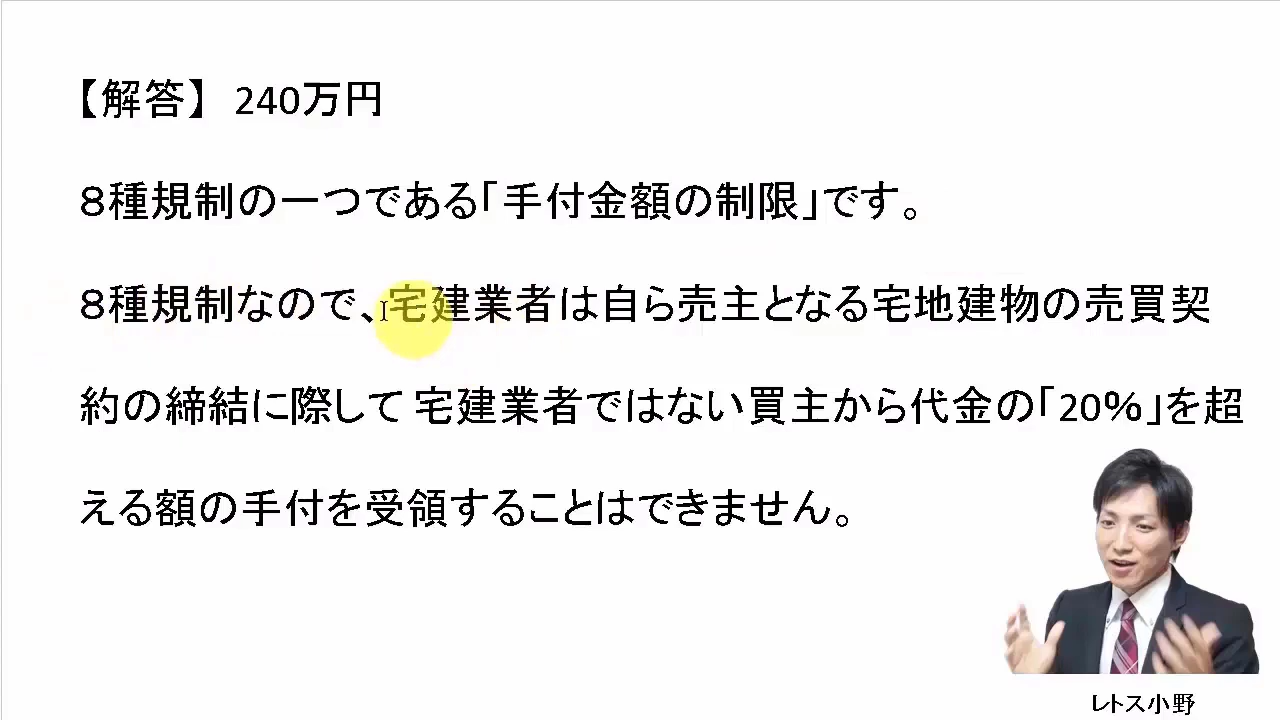 【解答】 240万円
８種規制の一つである「手付金額の制限」です。
８種規制なので、宅建業者は自ら売主となる宅地建物の売買契
約の締結に際して 宅建業者ではない買主から代金の「20％」を超
える額の手付を受領することはできません。
レトス小野